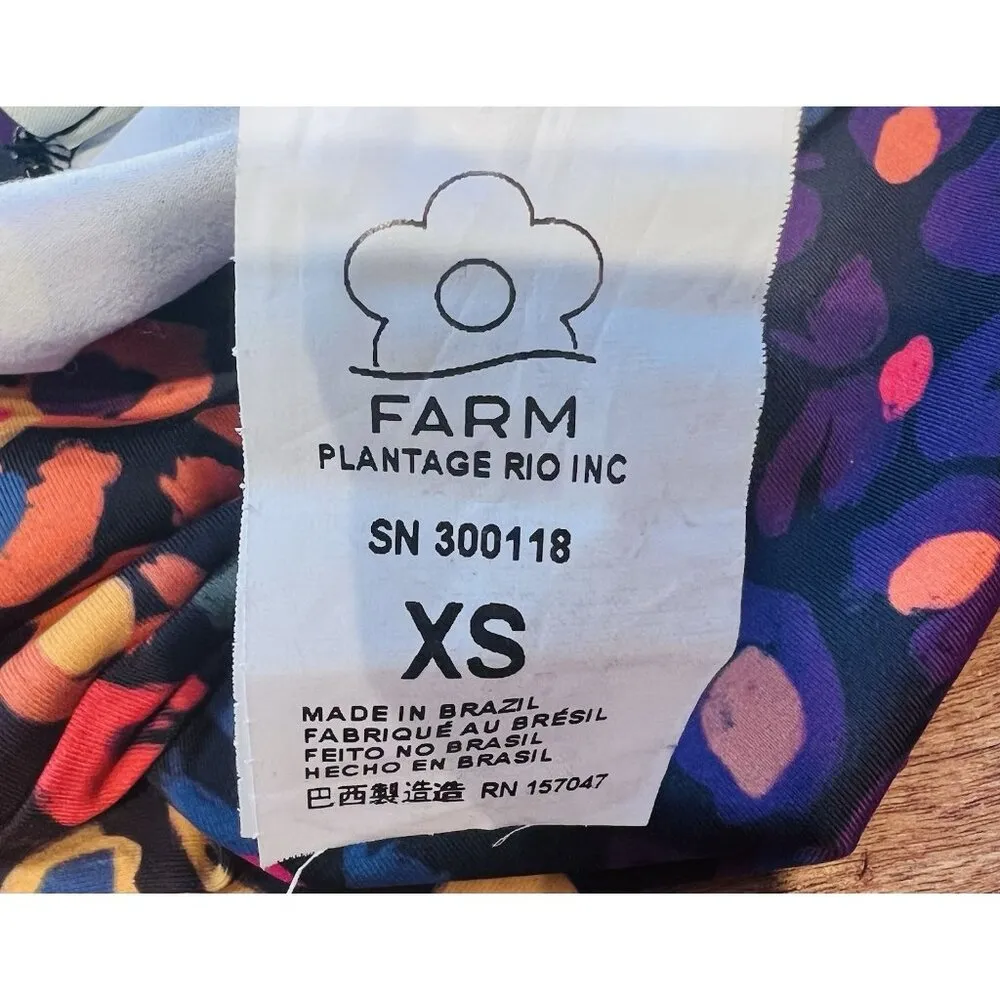 FARM
PLANTAGE RIO INC
SN 300118
XS
MADE IN BRAZIL
FABRIQUÉ AU BRÉSIL
FEITO NO BRASIL
HECHO EN BRASIL
巴西製造造 RN 157047